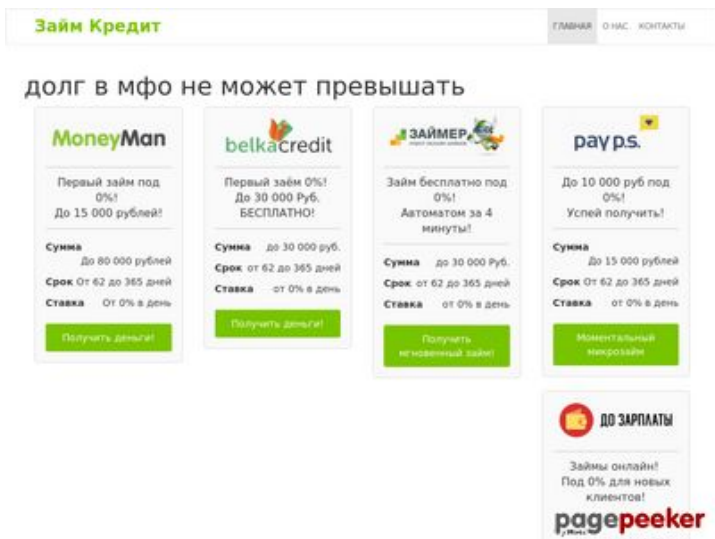 Займ Кредит
ГЛАВНАЯ О НАС КОНТАКТЫ
долг в мфо не может превышать
MoneyMan
Первый займ под
0%!
До 15 000 рублей!
Сумма
До 80 000 рублей
Срок От 62 до 365 дней
Ставка От 0% в день
Получить деньги!
belkacredit
Первый заём 0%!
До 30 000 Руб.
БЕСПЛАТНО!
Сумма до 30 000 руб.
Срок от 62 до 365 дней
Ставка от 0% в день
Получить деньги!
ЗАЙМЕР
Займ бесплатно под
0%!
Автоматом за 4
минуты!
Сумма до 30 000 Руб.
Срок от 62 до 365 дней
Ставка от 0% в день
Получить
мгновенный займ!
pay p.s.
До 10 000 руб под
0%!
Успей получить!
Сумма
До 15 000 рублей
Срок От 62 до 365 дней
Ставка от 0% в день
Моментальный
микрозайм
ДО ЗАРПЛАТЫ
Займы онлайн!
Под 0% для новых
клиентов!
pagepeeker